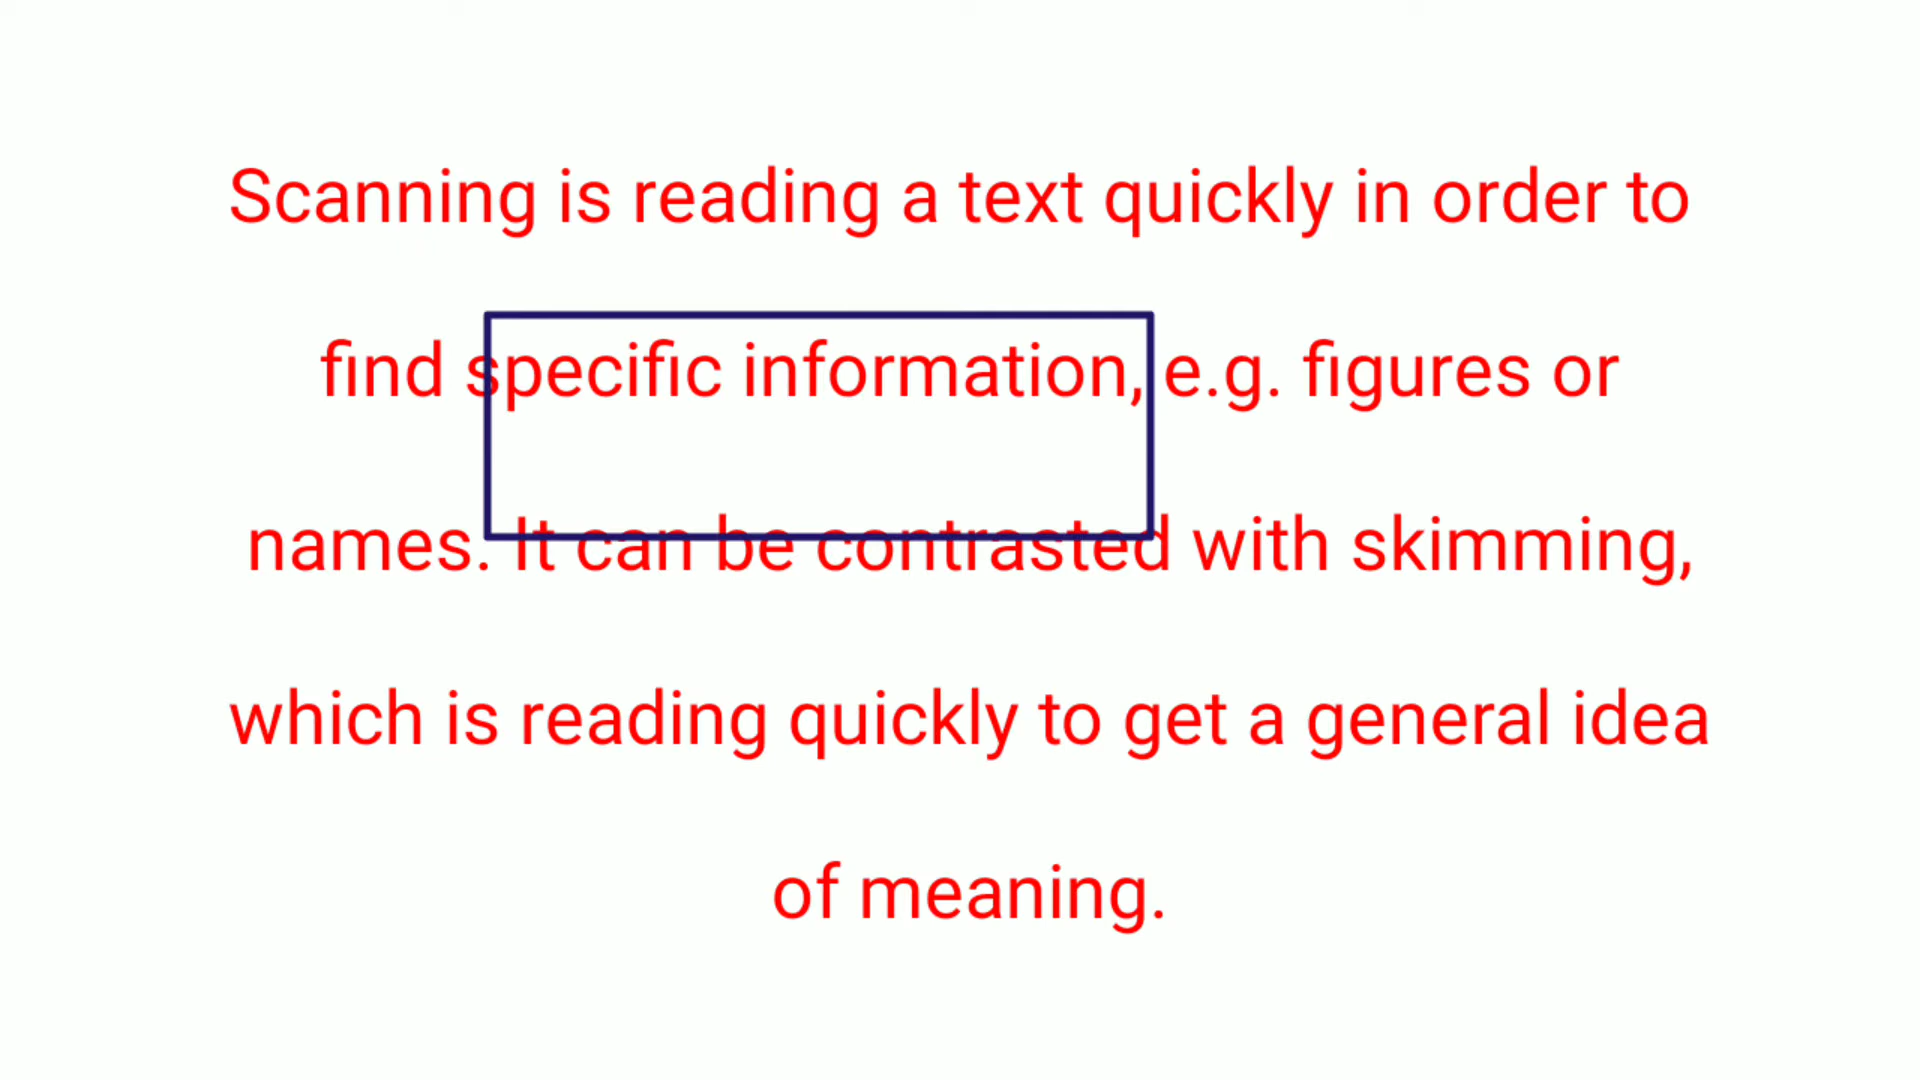 Scanning is reading a text quickly in order to
find specific information, e.g. figures or
names. It can be contrasted with skimming,
which is reading quickly to get a general idea
of meaning.